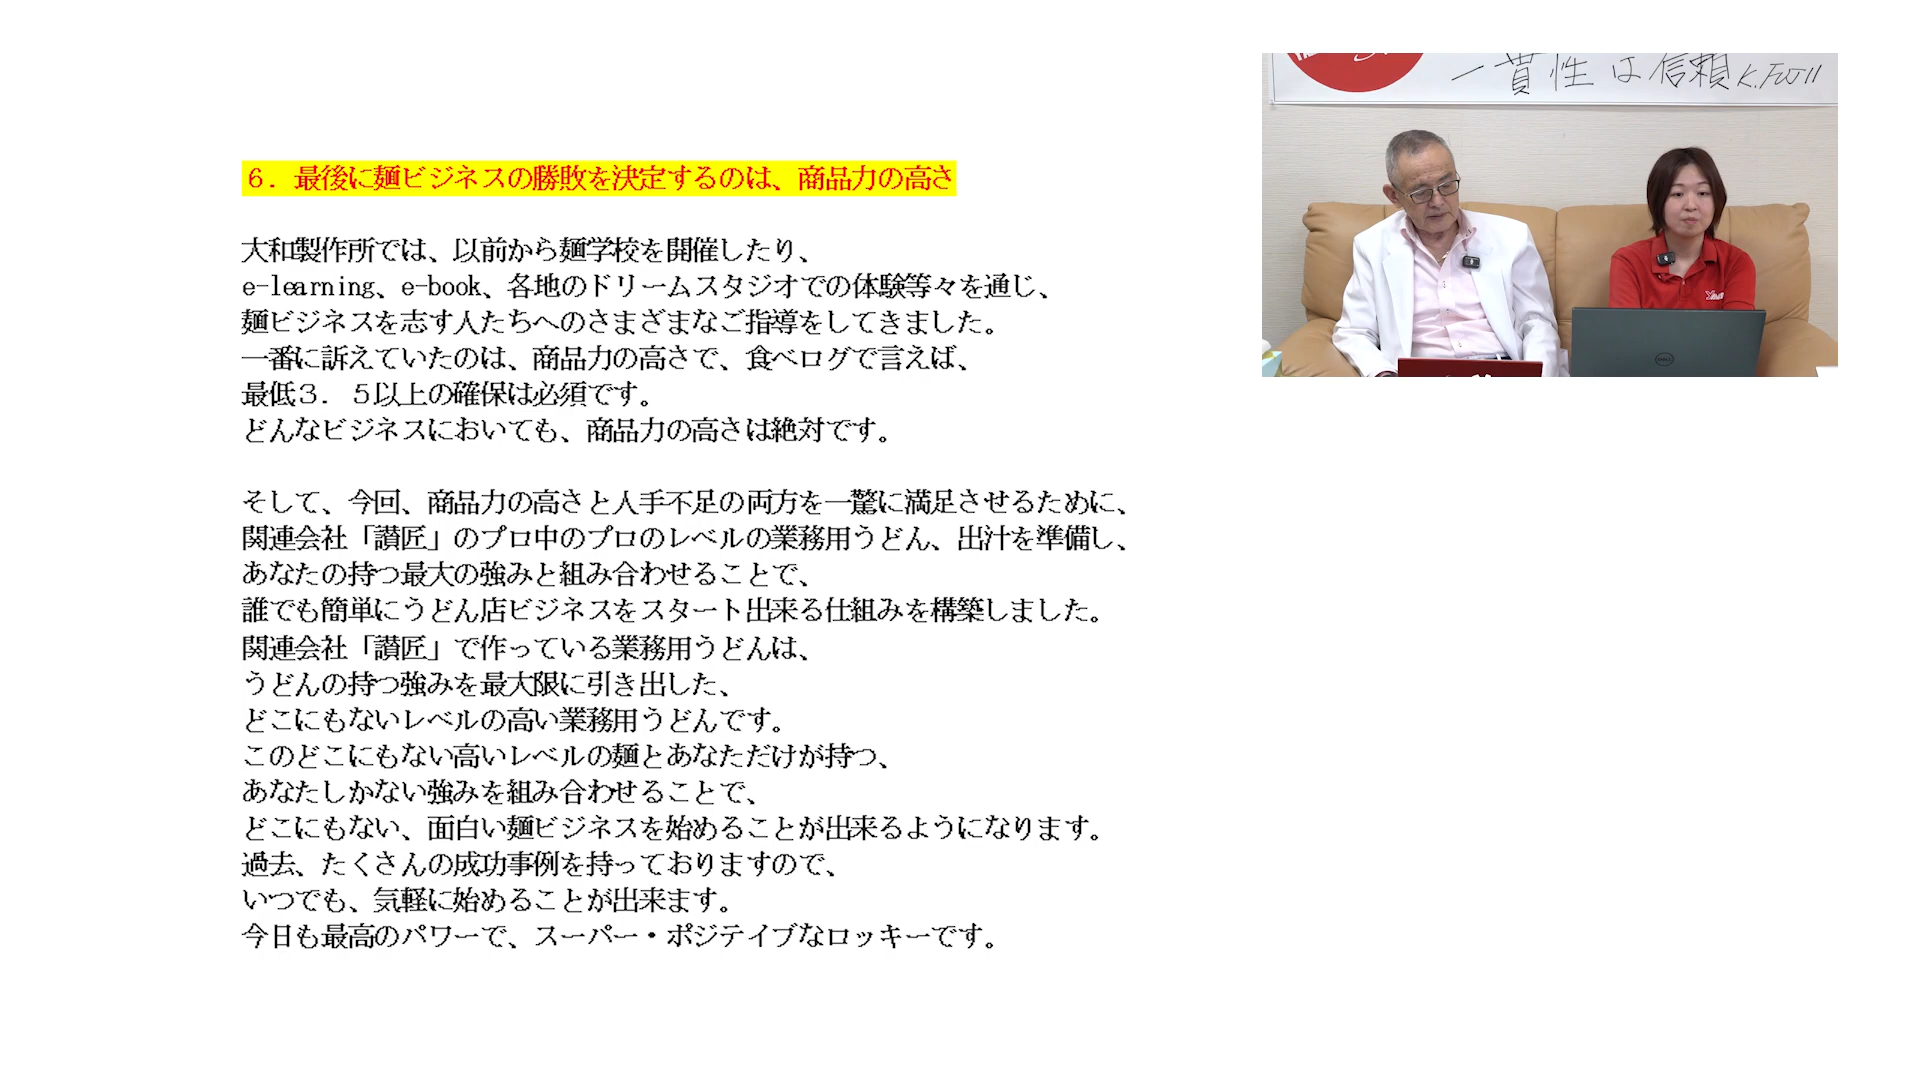 ６．最後に麺ビジネスの勝敗を決定するのは、商品力の高さ
大和製作所では、以前から麺学校を開催したり、
e-learning、e-book、各地のドリームスタジオでの体験等々を通じ、
麺ビジネスを志す人たちへのさまざまなご指導をしてきました。
一番に訴えていたのは、商品力の高さで、食べログで言えば、
最低３．５以上の確保は必須です。
どんなビジネスにおいても、商品力の高さは絶対です。
そして、今回、商品力の高さと人手不足の両方を一驚に満足させるために、
関連会社「讃匠」のプロ中のプロのレベルの業務用うどん、出汁を準備し、
あなたの持つ最大の強みと組み合わせることで、
誰でも簡単にうどん店ビジネスをスタート出来る仕組みを構築しました。
関連会社「讃匠」で作っている業務用うどんは、
うどんの持つ強みを最大限に引き出した、
どこにもないレベルの高い業務用うどんです。
このどこにもない高いレベルの麺とあなただけが持つ、
あなたしかない強みを組み合わせることで、
どこにもない、面白い麺ビジネスを始めることが出来るようになります。
過去、たくさんの成功事例を持っておりますので、
いつでも、気軽に始めることが出来ます。
今日も最高のパワーで、スーパー・ポジテイブなロッキーです。
一貫性は信頼 K.FUJII
DELL